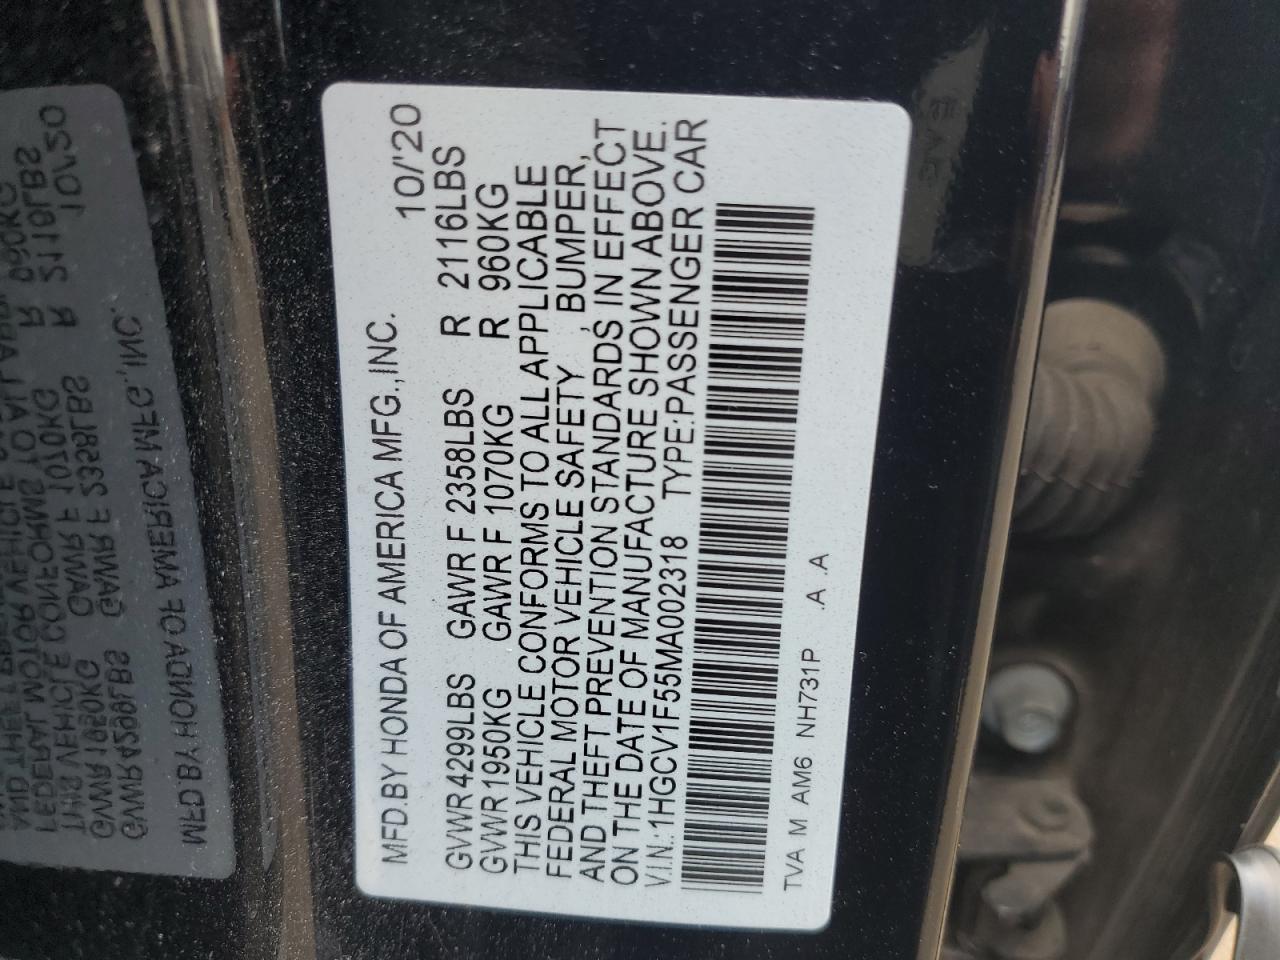 MFD.BY HONDA OF AMERICA MFG.,INC. 10/'20
GVWR 4299LBS GAWR F 2358LBS R 2116LBS
GVWR 1950KG GAWR F 1070KG R 960KG
THIS VEHICLE CONFORMS TO ALL APPLICABLE
FEDERAL MOTOR VEHICLE SAFETY , BUMPER,
AND THEFT PREVENTION STANDARDS, IN EFFECT
ON THE DATE OF MANUFACTURE SHOWN ABOVE.
V.I.N.:1HGCV1F55MA002318 TYPE:PASSENGER CAR
TVA M AM6 NH731P .A .A